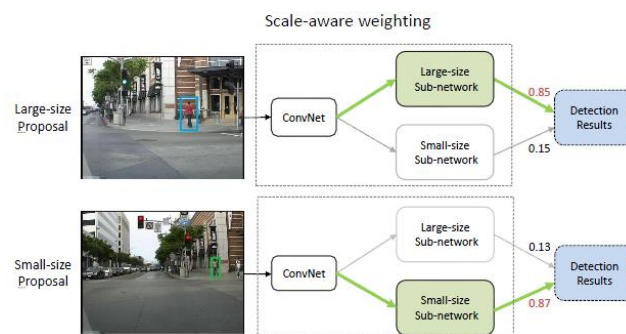 Scale-aware weighting
Large-size
Proposal
ConvNet
Large-size
Sub-network
Small-size
Sub-network
0.85
0.15
Detection
Results
Small-size
Proposal
ConvNet
Large-size
Sub-network
Small-size
Sub-network
0.13
0.87
Detection
Results